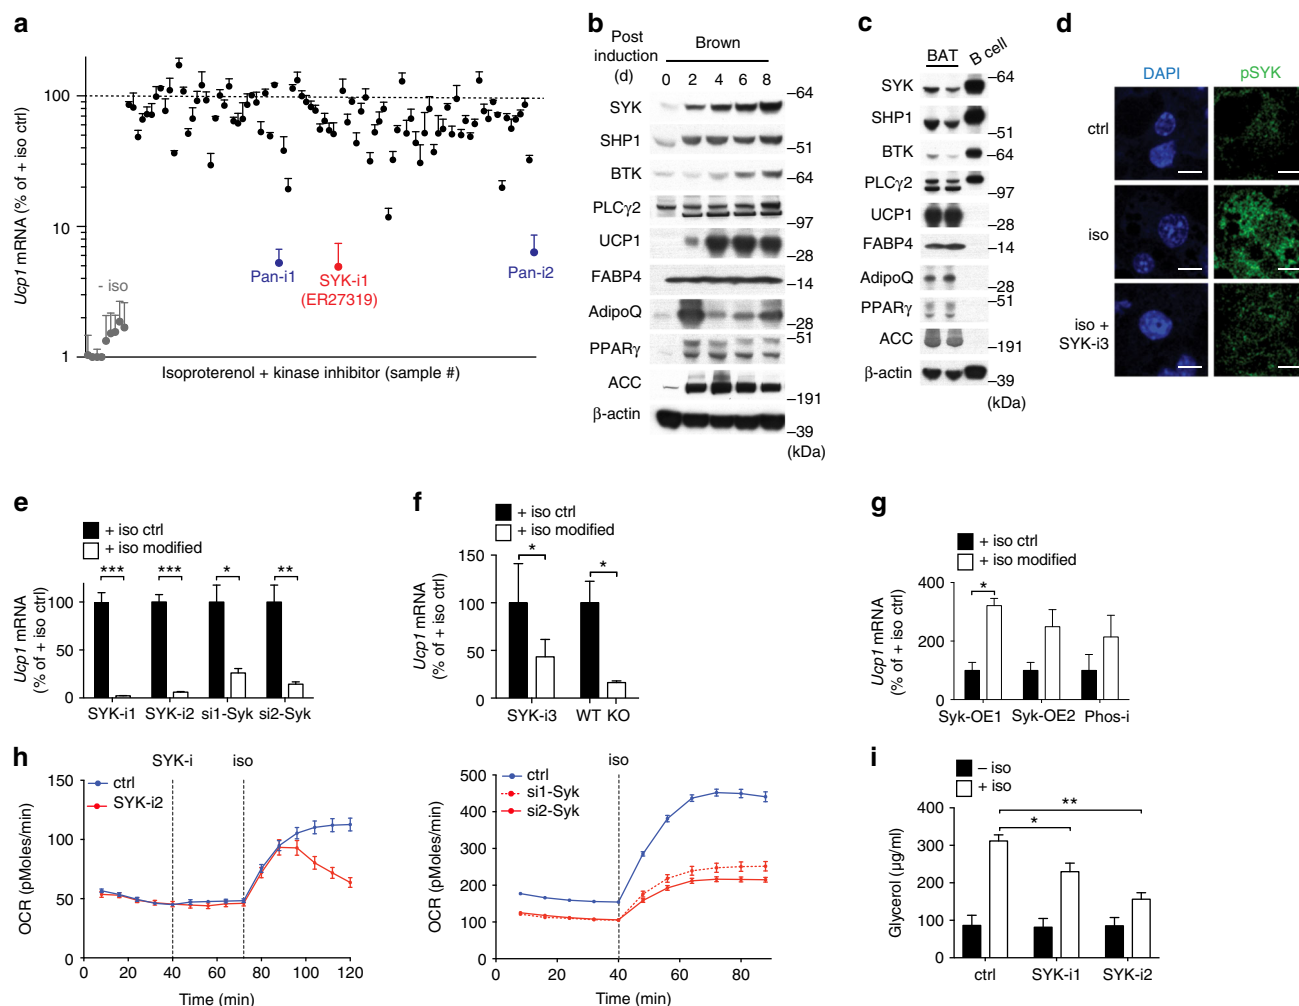 a
Ucp1 mRNA (% of + iso ctrl)
100
10
1
- iso
Pan-i1
SYK-i1
(ER27319)
Pan-i2
Isoproterenol + kinase inhibitor (sample #)
b
Post
induction
(d)
Brown
0 2 4 6 8
SYK
–64
SHP1
–51
BTK
–64
PLCγ2
–97
UCP1
–28
FABP4
–14
AdipoQ
–28
–51
PPARγ
ACC
–191
β-actin
–39
(kDa)
c
BAT
B cell
SYK
–64
SHP1
–51
BTK
–64
PLCγ2
–97
UCP1
–28
FABP4
–14
AdipoQ
–28
–51
PPARγ
ACC
–191
β-actin
–39
(kDa)
d
DAPI
pSYK
ctrl
iso
iso +
SYK-i3
e
+ iso ctrl
+ iso modified
Ucp1 mRNA
(% of + iso ctrl)
150
100
50
0
***
***
*
**
SYK-i1
SYK-i2
si1-Syk
si2-Syk
f
+ iso ctrl
+ iso modified
Ucp1 mRNA
(% of + iso ctrl)
150
100
50
0
*
*
SYK-i3
WT KO
g
+ iso ctrl
+ iso modified
Ucp1 mRNA
(% of + iso ctrl)
400
200
0
*
Syk-OE1
Syk-OE2
Phos-i
h
SYK-i
iso
ctrl
SYK-i2
OCR (pMoles/min)
150
100
50
0
0 20 40 60 80 100 120
Time (min)
iso
ctrl
si1-Syk
si2-Syk
OCR (pMoles/min)
500
400
300
200
100
0
0 20 40 60 80
Time (min)
i
– iso
+ iso
Glycerol (µg/ml)
400
300
200
100
0
**
*
ctrl
SYK-i1
SYK-i2